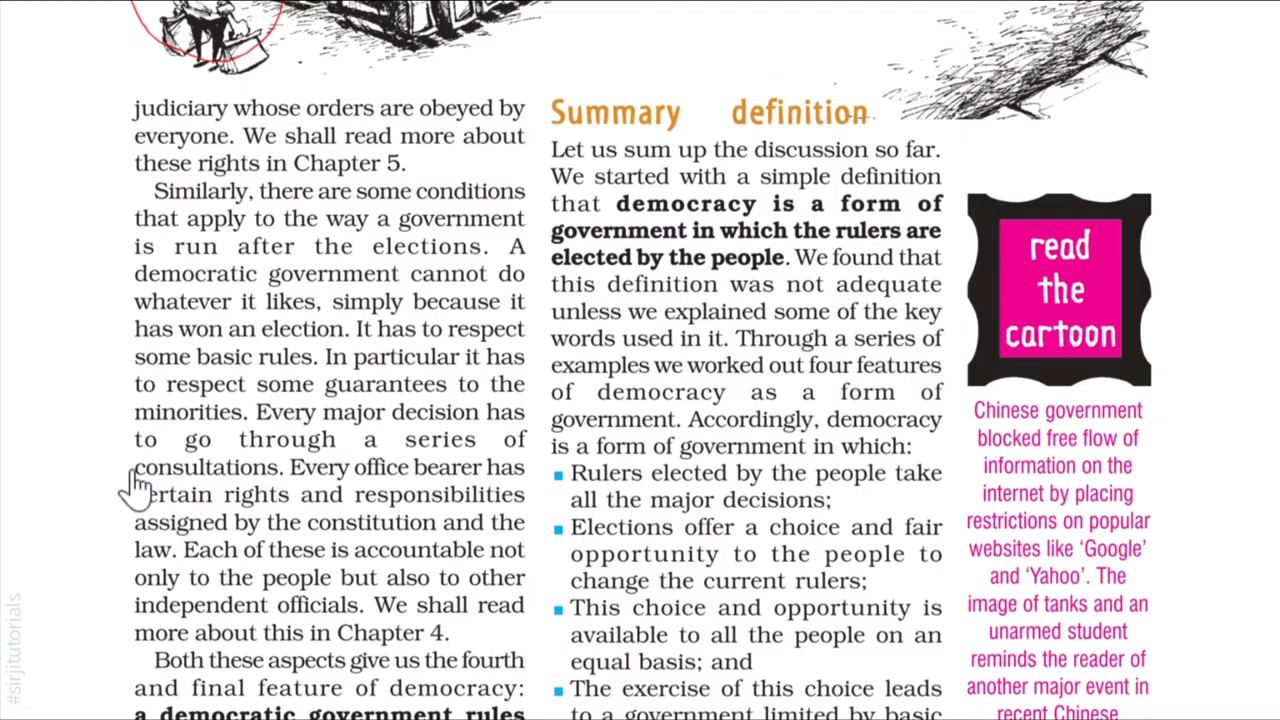 judiciary whose orders are obeyed by
everyone. We shall read more about
these rights in Chapter 5.
Similarly, there are some conditions
that apply to the way a government
is run after the elections. A
democratic government cannot do
whatever it likes, simply because it
has won an election. It has to respect
some basic rules. In particular it has
to respect some guarantees to the
minorities. Every major decision has
to go through a series of
consultations. Every office bearer has
certain rights and responsibilities
assigned by the constitution and the
law. Each of these is accountable not
only to the people but also to other
independent officials. We shall read
more about this in Chapter 4.
Both these aspects give us the fourth
and final feature of democracy:
a democratic government rules
Summary definition
Let us sum up the discussion so far.
We started with a simple definition
that democracy is a form of
government in which the rulers are
elected by the people. We found that
this definition was not adequate
unless we explained some of the key
words used in it. Through a series of
examples we worked out four features
of democracy as a form of
government. Accordingly, democracy
is a form of government in which:
▪ Rulers elected by the people take
all the major decisions;
▪ Elections offer a choice and fair
opportunity to the people to
change the current rulers;
▪ This choice and opportunity is
available to all the people on an
equal basis; and
▪ The exercise of this choice leads
to a government limited by basic
read
the
cartoon
Chinese government
blocked free flow of
information on the
internet by placing
restrictions on popular
websites like ‘Google’
and ‘Yahoo’. The
image of tanks and an
unarmed student
reminds the reader of
another major event in
recent Chinese
#sirjitutorials